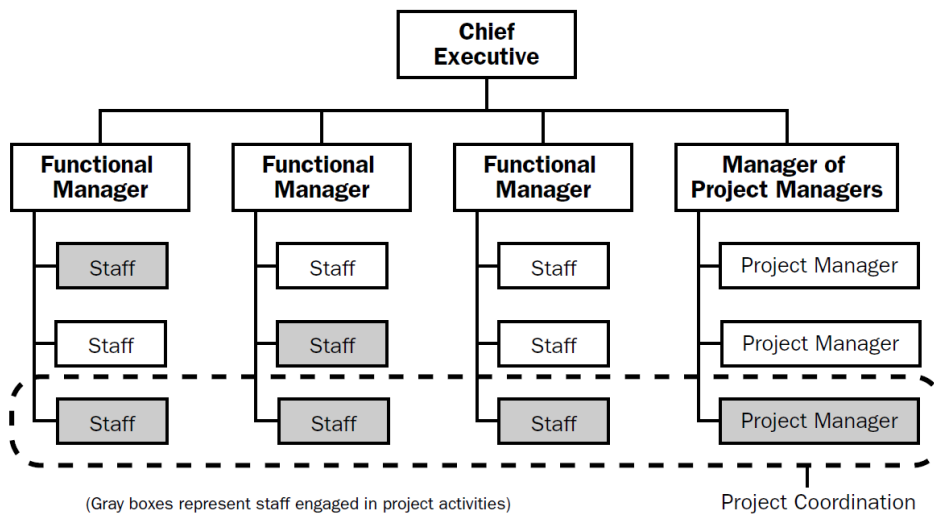 Chief
Executive
Functional
Manager
Functional
Manager
Functional
Manager
Manager of
Project Managers
Staff
Staff
Staff
Project Manager
Staff
Staff
Staff
Project Manager
Staff
Staff
Staff
Project Manager
(Gray boxes represent staff engaged in project activities)
Project Coordination